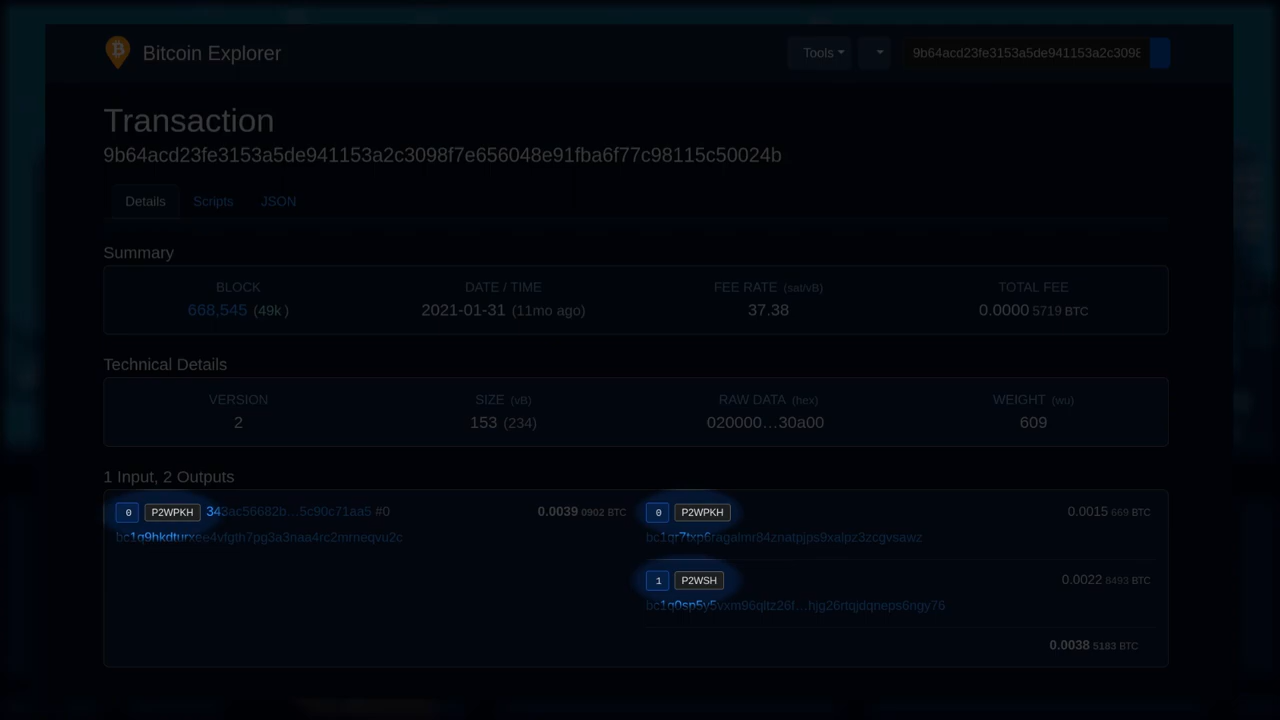 Bitcoin Explorer
Tools
9b64acd23fe3153a5de941153a2c3098
Transaction
9b64acd23fe3153a5de941153a2c3098f7e656048e91fba6f77c98115c50024b
Details Scripts JSON
Summary
BLOCK DATE / TIME FEE RATE (sat/vB) TOTAL FEE
668,545 (49k) 2021-01-31 (11mo ago) 37.38 0.0000 5719 BTC
Technical Details
VERSION SIZE (vB) RAW DATA (hex) WEIGHT (wu)
2 153 (234) 020000…30a00 609
1 Input, 2 Outputs
0 P2WPKH 343ac56682b…5c90c71aa5 #0 0.0039 0902 BTC
bc1q9hkdturxee4vfgth7pg3a3naa4rc2mrneqvu2c
0 P2WPKH 0.0015 669 BTC
bc1qr7txp6ragalmr84znatpjps9xalpz3zcgvsawz
1 P2WSH 0.0022 8493 BTC
bc1q0sp5y5vxm96qltz26f…hjg26rtqjdqneps6ngy76
0.0038 5183 BTC